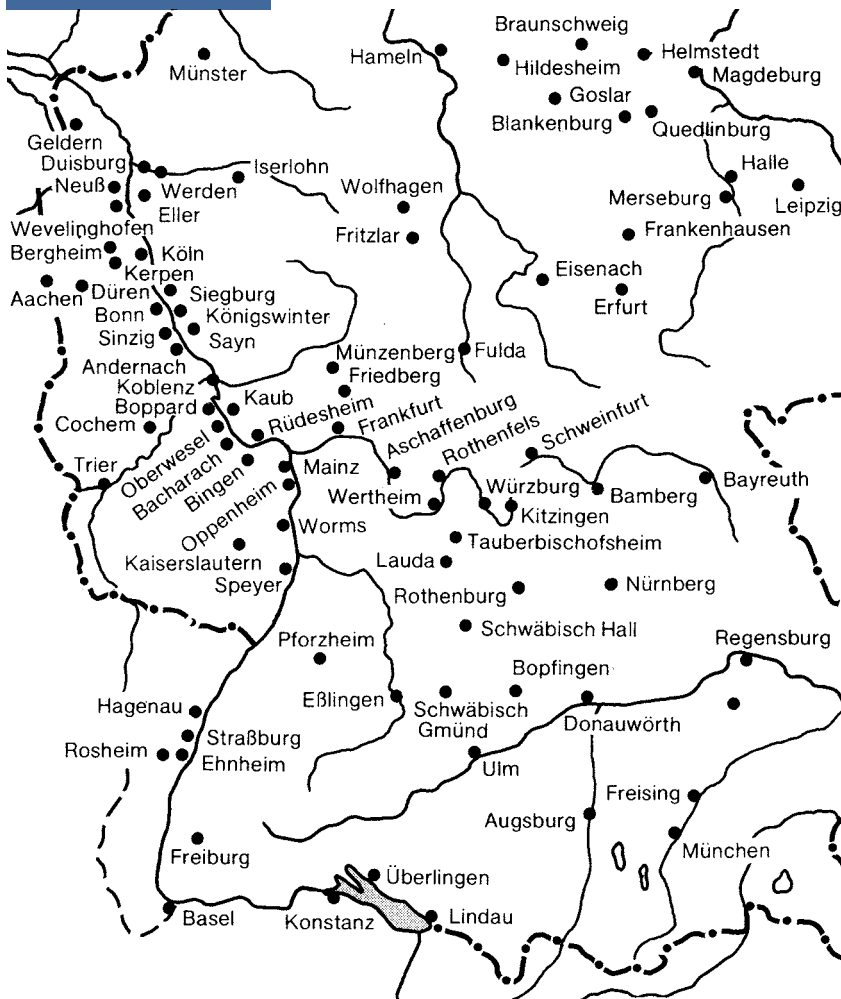 Braunschweig
Münster
Hameln
Helmstedt
Hildesheim
Magdeburg
Goslar
Blankenburg
Quedlinburg
Geldern
Duisburg
Iserlohn
Halle
Neuß
Werden
Wolfhagen
Merseburg
Leipzig
Eller
Wevelinghofen
Fritzlar
Frankenhausen
Bergheim
Köln
Kerpen
Eisenach
Aachen
Düren
Siegburg
Erfurt
Bonn
Königswinter
Sinzig
Sayn
Andernach
Münzenberg
Fulda
Koblenz
Friedberg
Boppard
Kaub
Rüdesheim
Frankfurt
Aschaffenburg
Rothenfels
Schweinfurt
Cochem
Oberwesel
Bacharach
Bingen
Trier
Mainz
Wertheim
Würzburg
Bamberg
Bayreuth
Oppenheim
Kitzingen
Worms
Tauberbischofsheim
Kaiserslautern
Lauda
Speyer
Rothenburg
Nürnberg
Schwäbisch Hall
Pforzheim
Regensburg
Bopfingen
Eßlingen
Hagenau
Schwäbisch
Gmünd
Donauwörth
Straßburg
Rosheim
Ehnheim
Ulm
Freising
Augsburg
München
Freiburg
Überlingen
Basel
Konstanz
Lindau